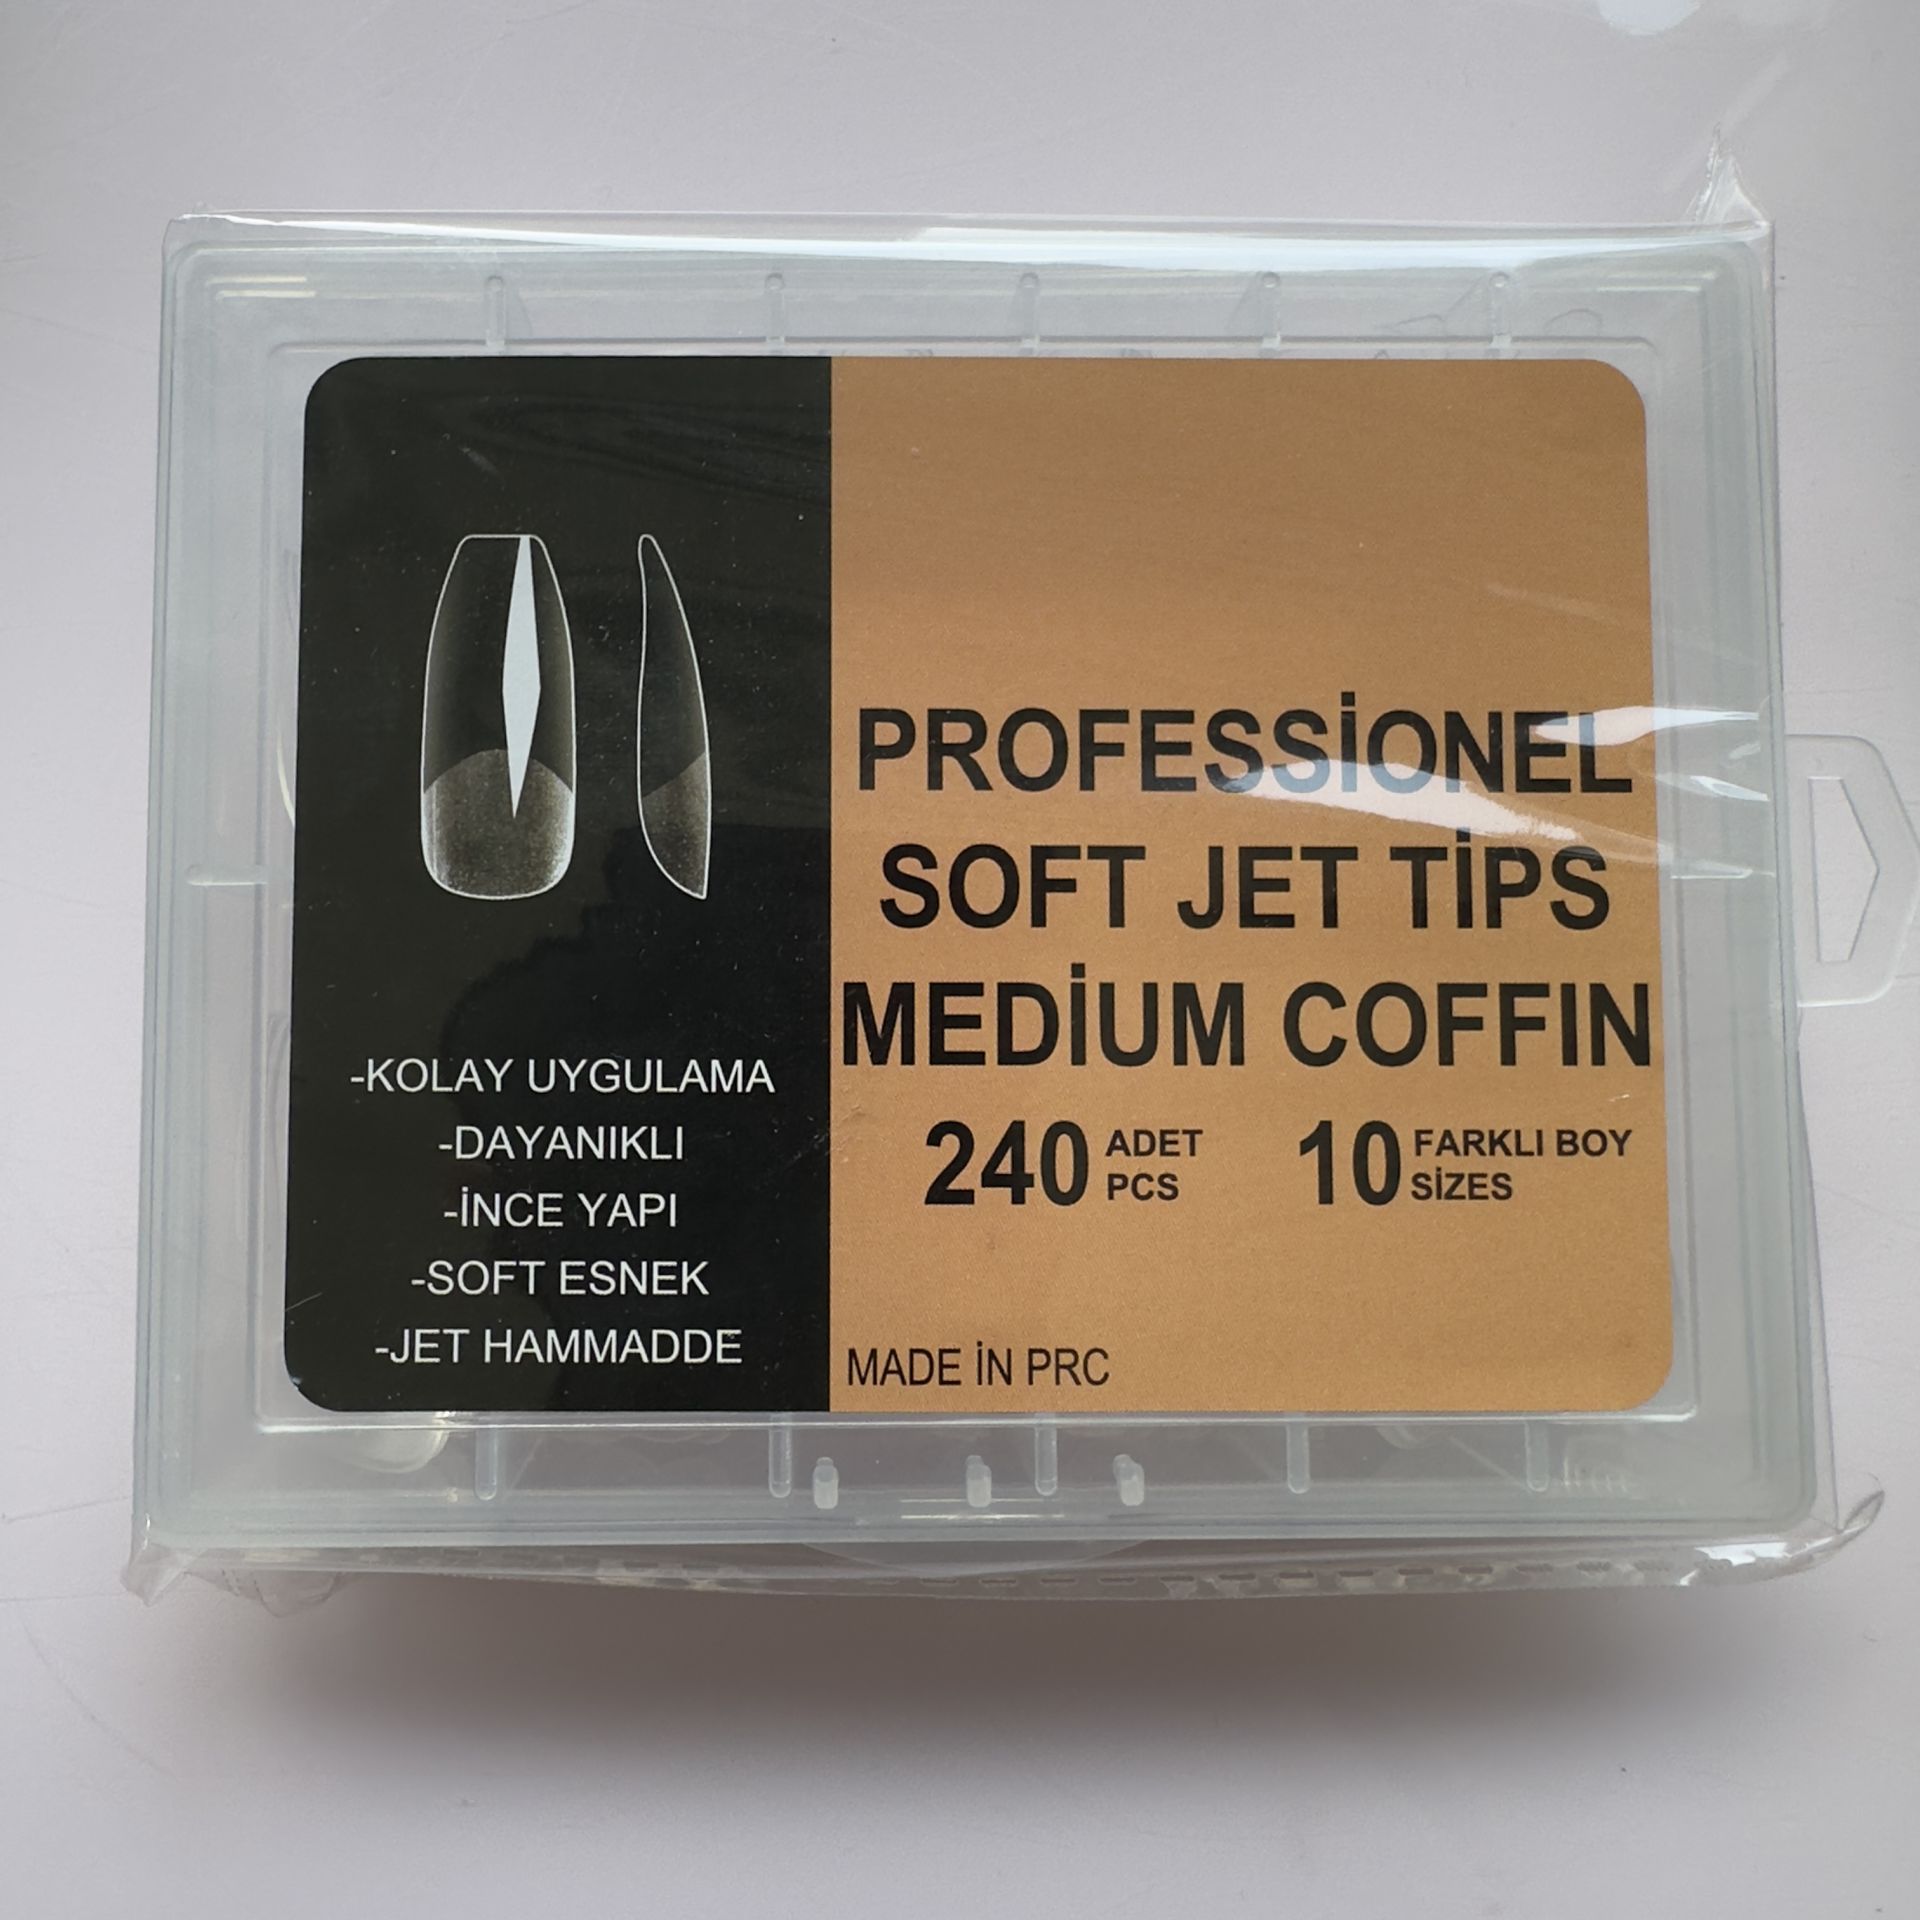 PROFESSİONEL
SOFT JET TİPS
MEDİUM COFFIN
240 ADET PCS
10 FARKLI BOY SİZES
MADE İN PRC
-KOLAY UYGULAMA
-DAYANIKLI
-İNCE YAPI
-SOFT ESNEK
-JET HAMMADDE